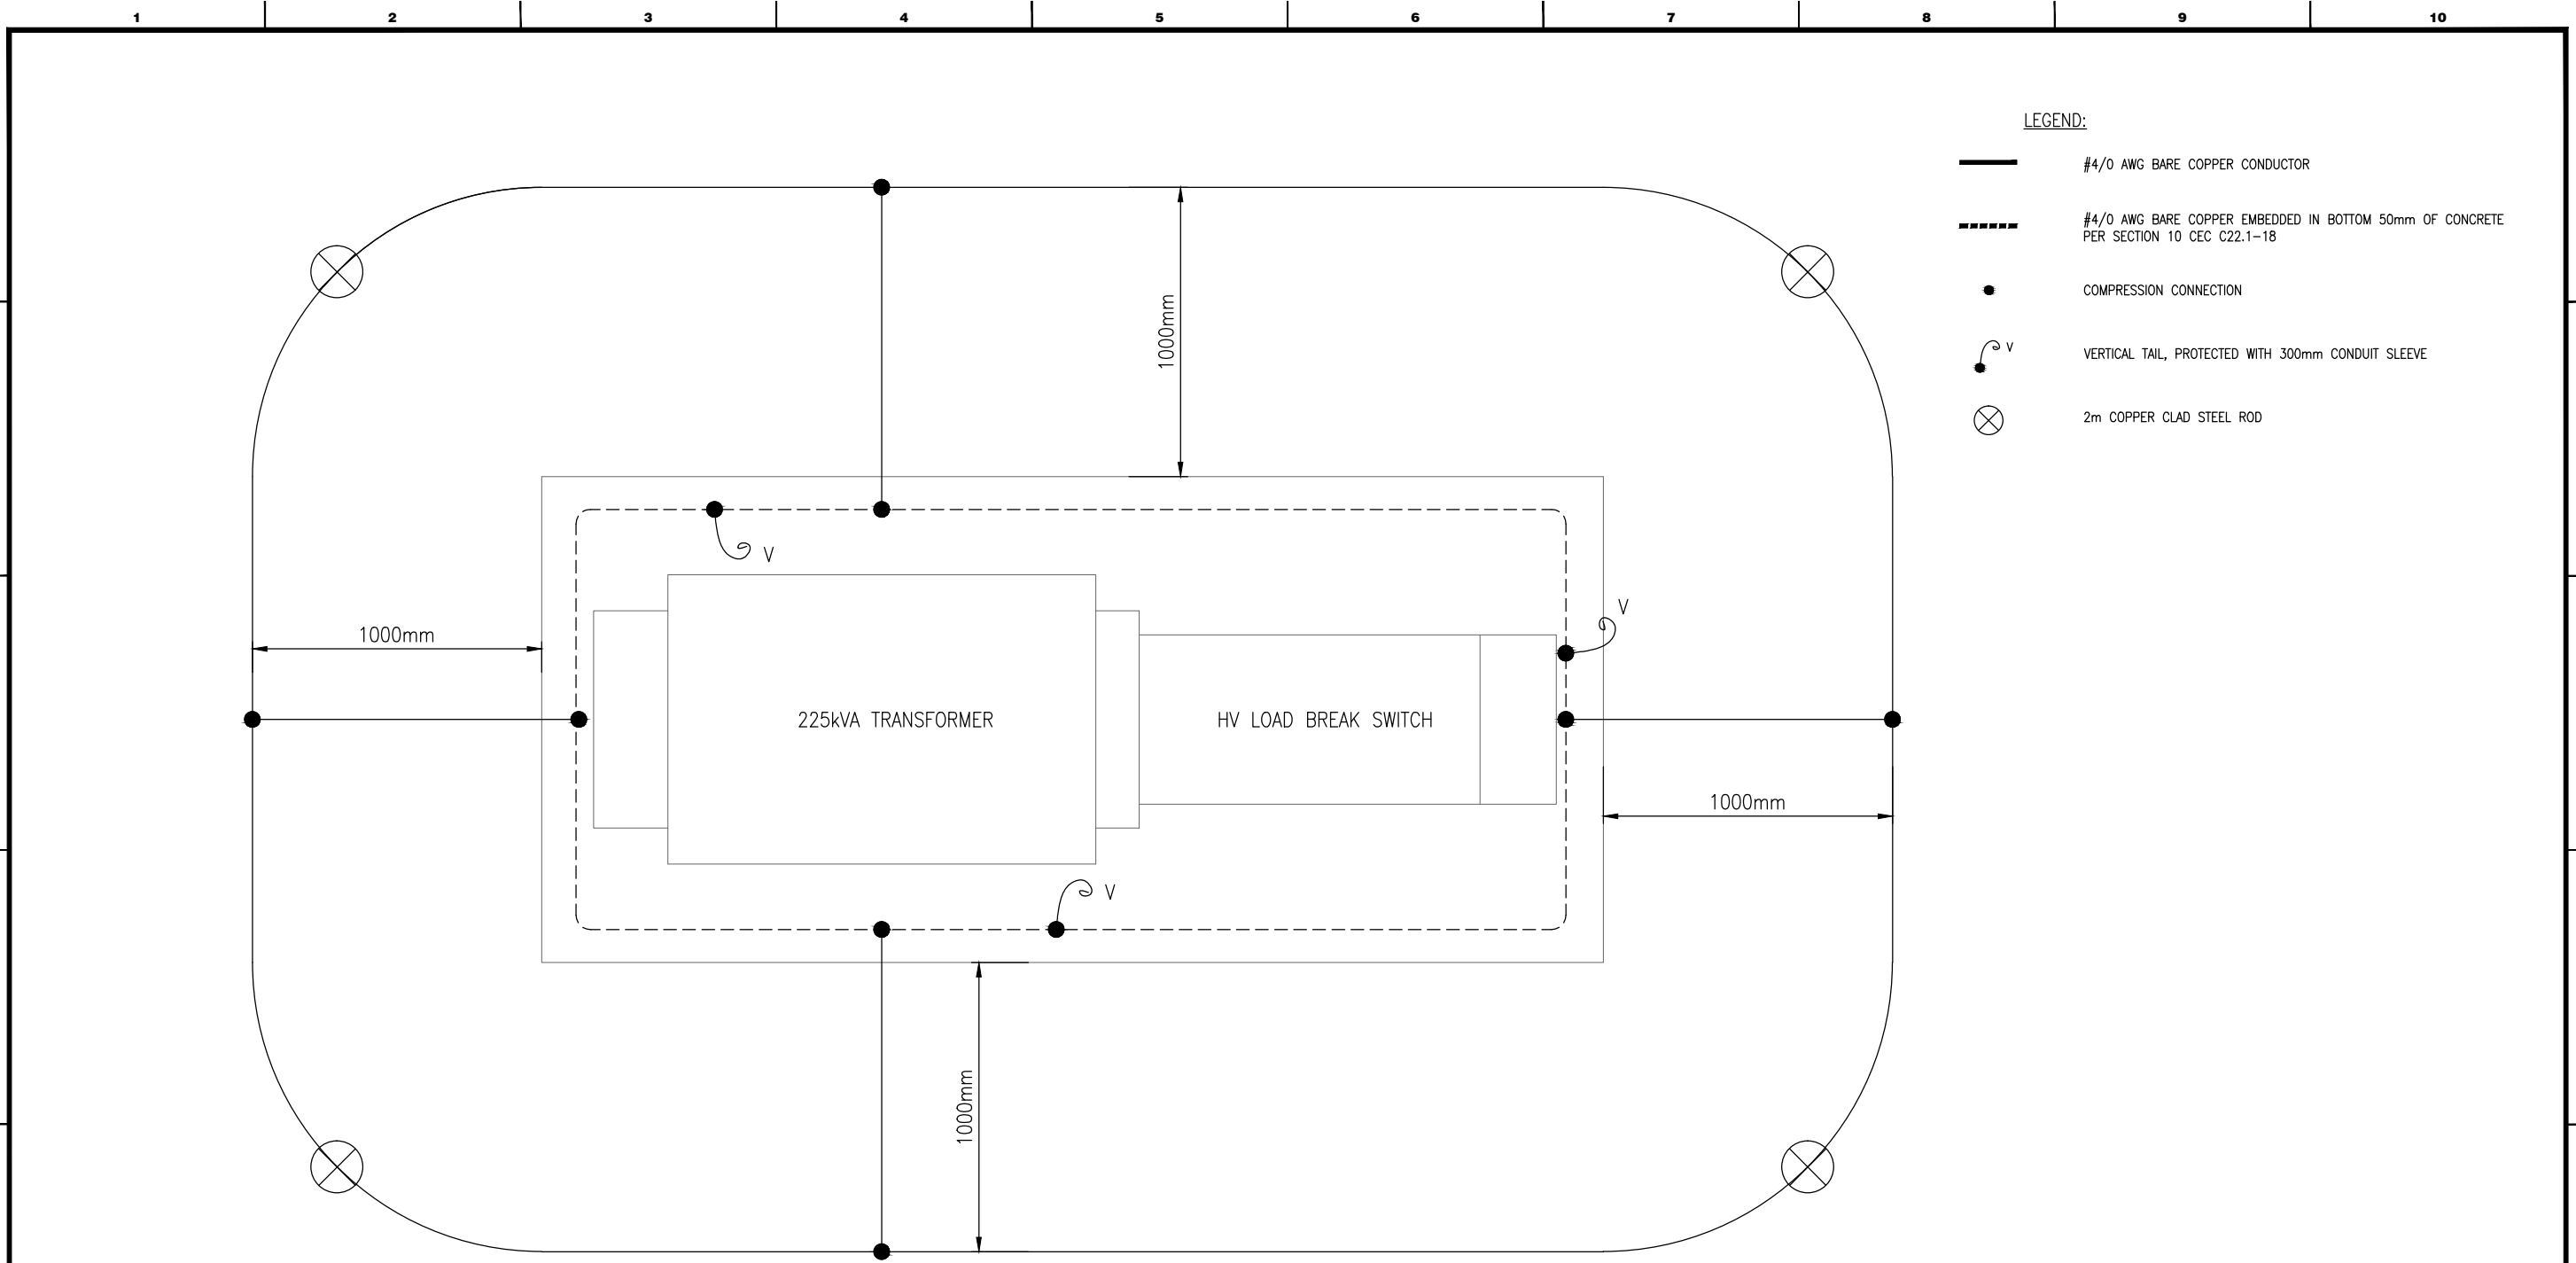 1 2 3 4 5 6 7 8 9 10
LEGEND:
#4/0 AWG BARE COPPER CONDUCTOR
#4/0 AWG BARE COPPER EMBEDDED IN BOTTOM 50mm OF CONCRETE
PER SECTION 10 CEC C22.1-18
COMPRESSION CONNECTION
V
VERTICAL TAIL, PROTECTED WITH 300mm CONDUIT SLEEVE
2m COPPER CLAD STEEL ROD
1000mm
V
V
1000mm
225kVA TRANSFORMER
HV LOAD BREAK SWITCH
1000mm
V
1000mm